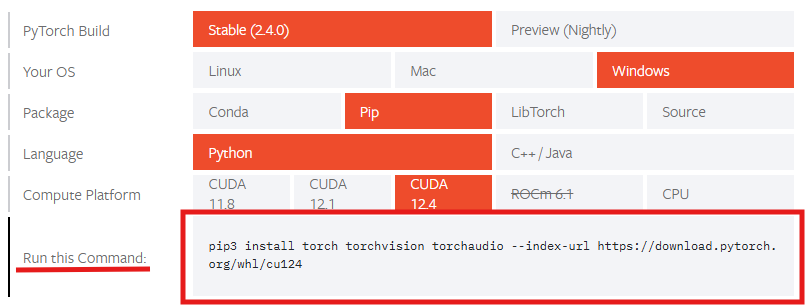 PyTorch Build Stable (2.4.0) Preview (Nightly)
Your OS Linux Mac Windows
Package Conda Pip LibTorch Source
Language Python C++ / Java
Compute Platform CUDA 11.8 CUDA 12.1 CUDA 12.4 ROCm 6.1 CPU
Run this Command:
pip3 install torch torchvision torchaudio --index-url https://download.pytorch.
org/whl/cu124